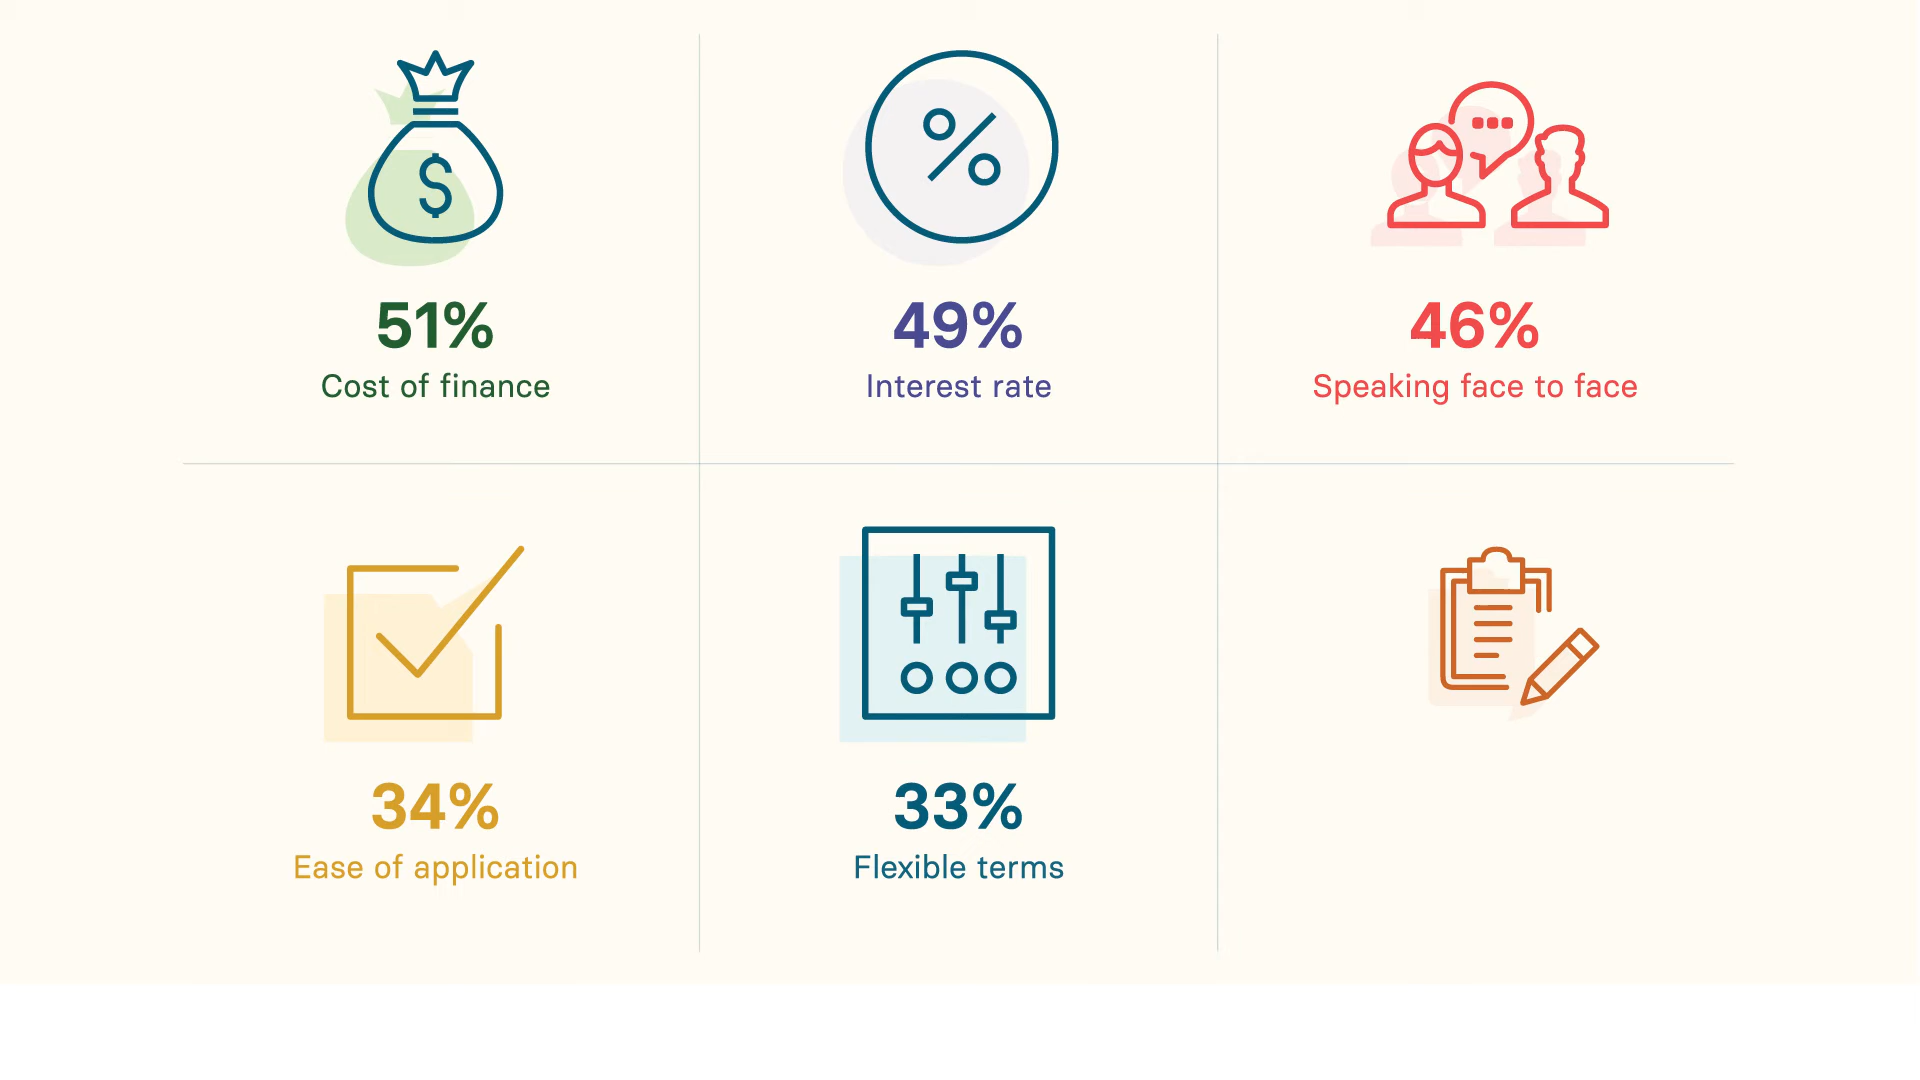 51%
Cost of finance
49%
Interest rate
46%
Speaking face to face
34%
Ease of application
33%
Flexible terms